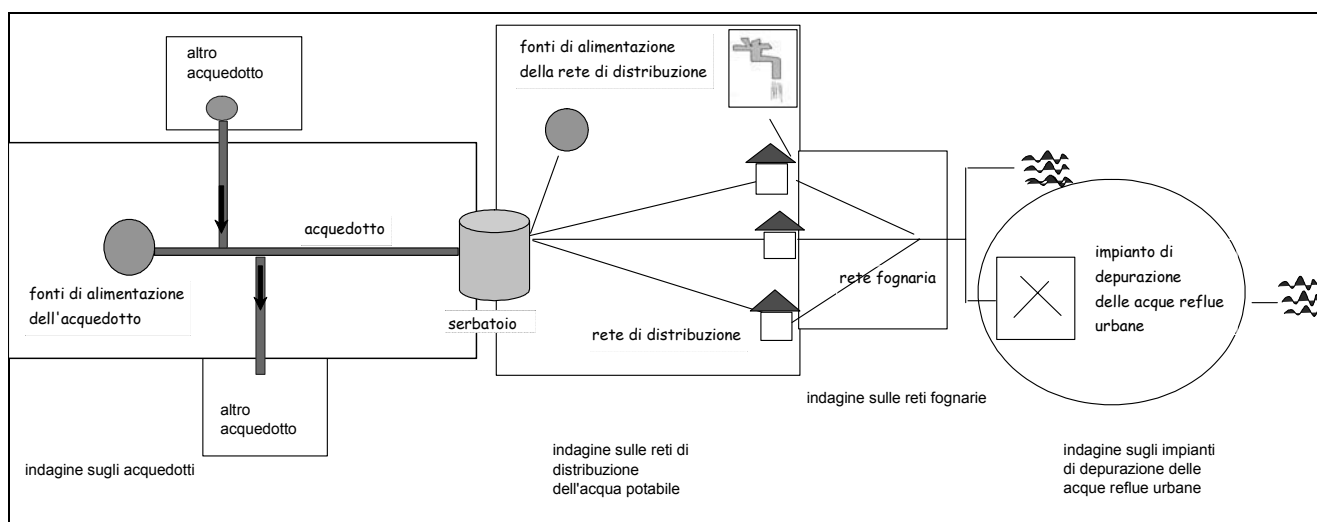 altro
acquedotto
fonti di alimentazione
della rete di distribuzione
acquedotto
fonti di alimentazione
dell'acquedotto
serbatoio
rete di distribuzione
rete fognaria
impianto di
depurazione
delle acque reflue
urbane
altro
acquedotto
indagine sugli acquedotti
indagine sulle reti di
distribuzione
dell'acqua potabile
indagine sulle reti fognarie
indagine sugli impianti
di depurazione delle
acque reflue urbane